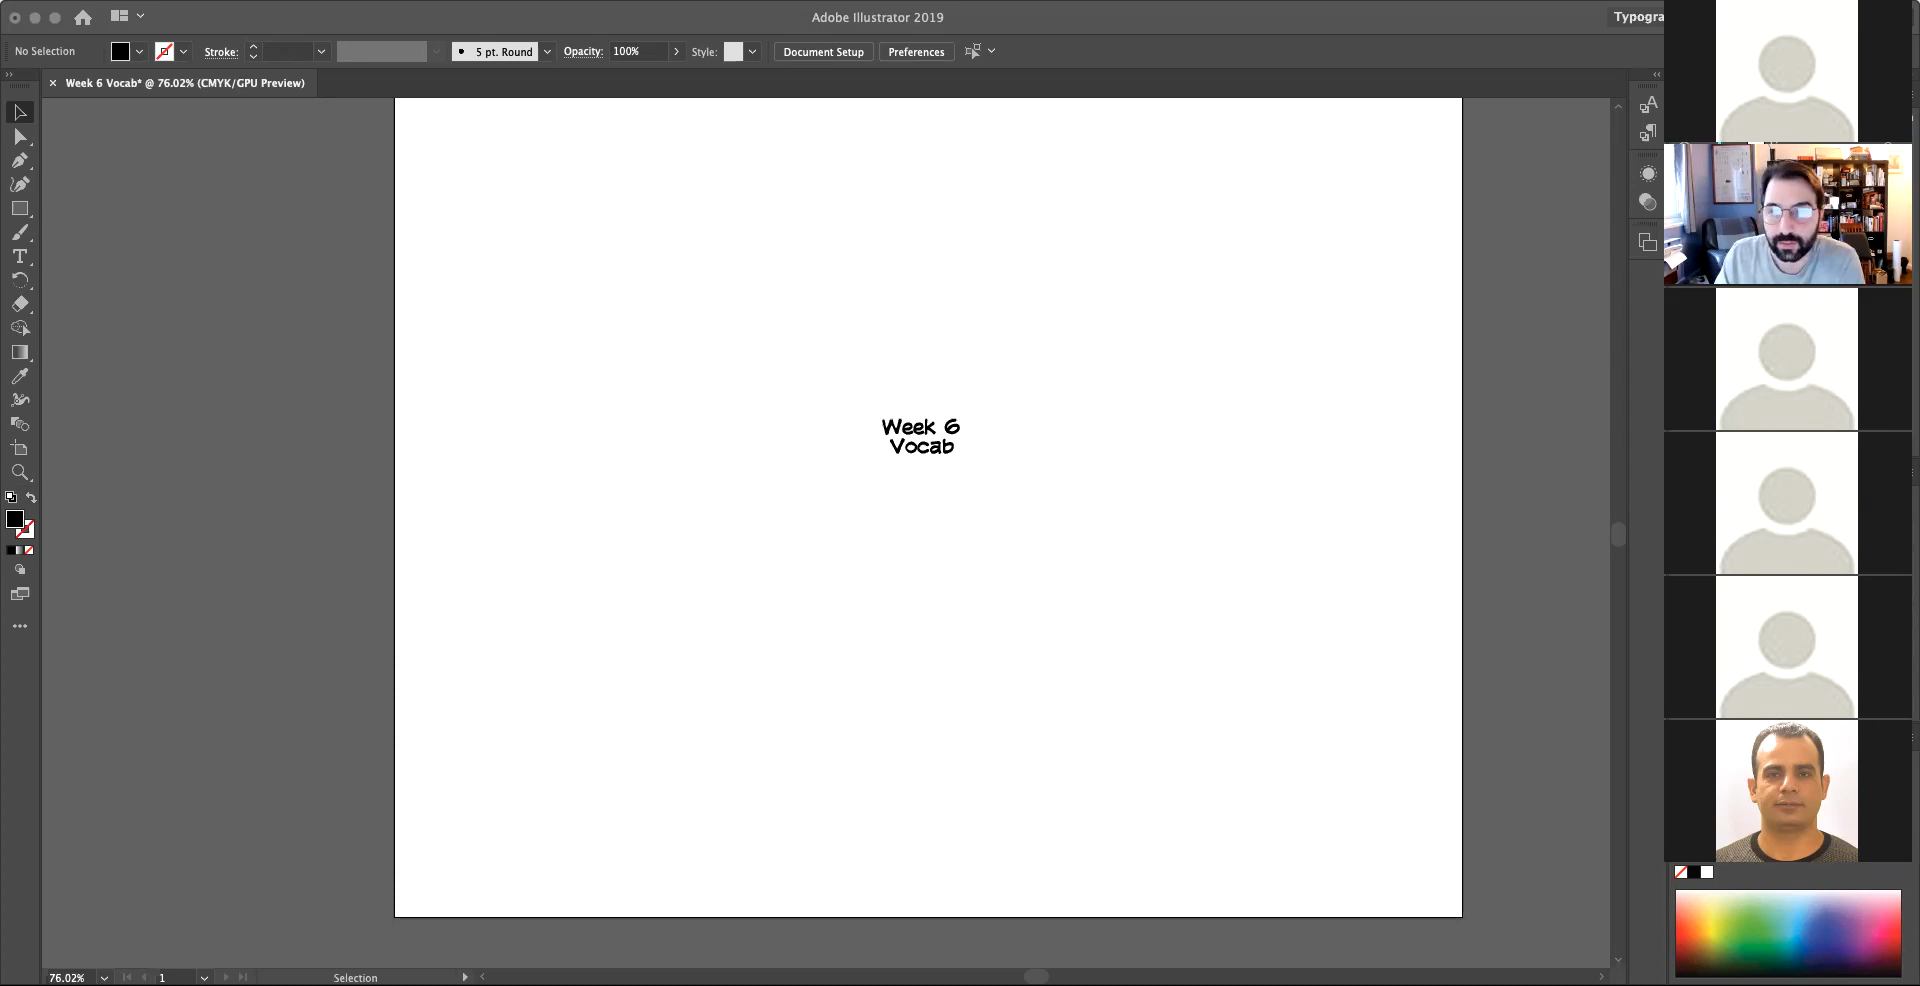 Adobe Illustrator 2019
Typogra
No Selection
Stroke:
5 pt. Round
Opacity:
100%
Style:
Document Setup
Preferences
Week 6 Vocab* @ 76.02% (CMYK/GPU Preview)
Week 6
Vocab
76.02%
1
Selection